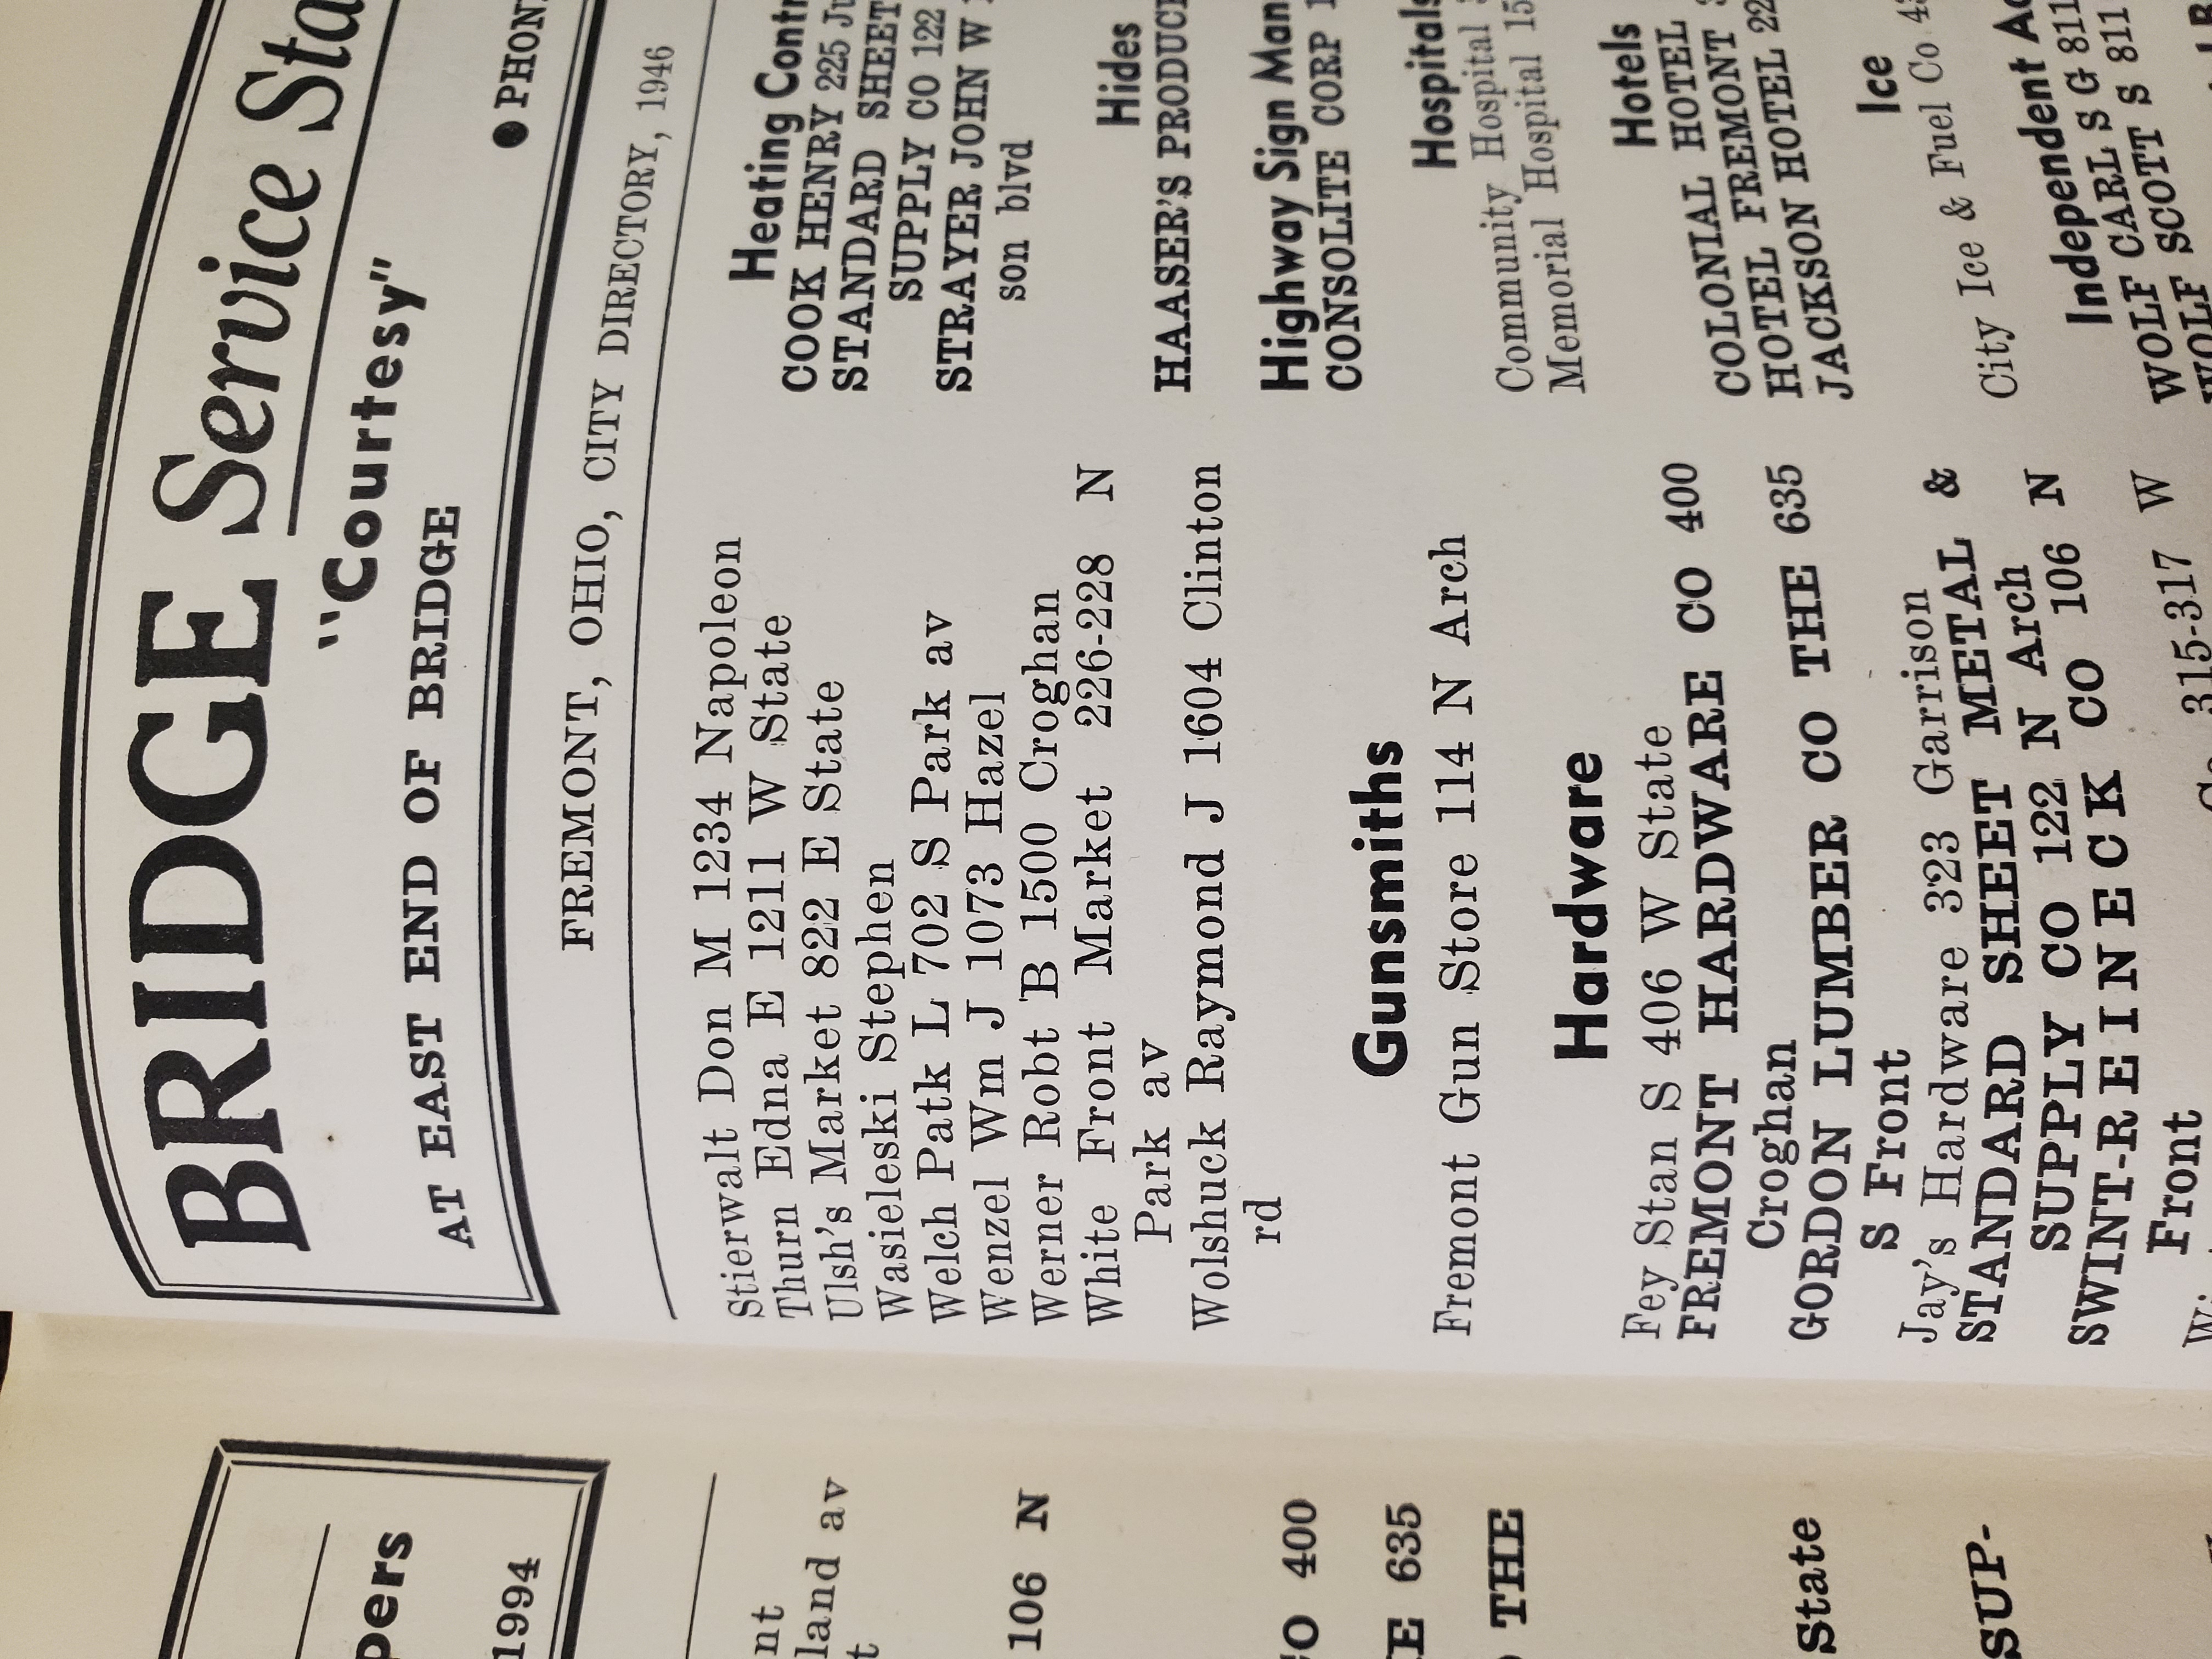 BRIDGE Service Sta
"Courtesy"
AT EAST END OF BRIDGE
● PHON
FREMONT, OHIO, CITY DIRECTORY, 1946
Stierwalt Don M 1234 Napoleon
Thurn Edna E 1211 W State
Ulsh's Market 822 E State
Wasieleski Stephen
Welch Patk L 702 S Park av
Wenzel Wm J 1073 Hazel
Werner Robt B 1500 Croghan
White Front Market 226-228 N
Park av
Wolshuck Raymond J 1604 Clinton
rd
Gunsmiths
Fremont Gun Store 114 N Arch
Hardware
Fey Stan S 406 W State
FREMONT HARDWARE CO 400
Croghan
GORDON LUMBER CO THE 635
S Front
Jay's Hardware 323 Garrison
STANDARD SHEET METAL &
SUPPLY CO 122 N Arch
SWINT-REINECK CO 106 N
Front
315-317 W
Heating Contr
COOK HENRY 225 Ju
STANDARD SHEET
SUPPLY CO 122
STRAYER JOHN W
son blvd
Hides
HAASER'S PRODUC
Highway Sign Man
CONSOLITE CORP 1
Hospitals
Community Hospital
Memorial Hospital 15
Hotels
COLONIAL HOTEL
HOTEL FREMONT
JACKSON HOTEL 22
Ice
City Ice & Fuel Co
Independent
WOLF CARL S G 811
WOLF SCOTT S 811
pers
1994
nt
land av
t
106 N
CO 400
E 635
THE
State
SUP-